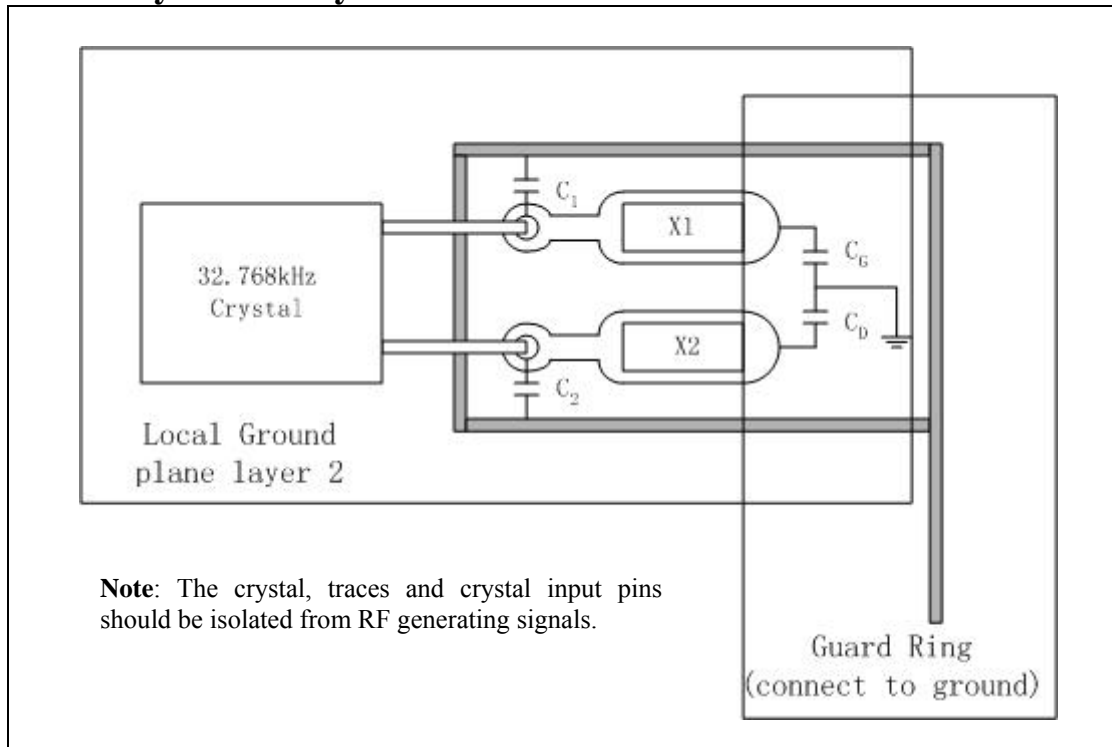 C1
X1
32.768kHz
Crystal
CG
CD
X2
C2
Local Ground
plane layer 2
Note: The crystal, traces and crystal input pins
should be isolated from RF generating signals.
Guard Ring
(connect to ground)